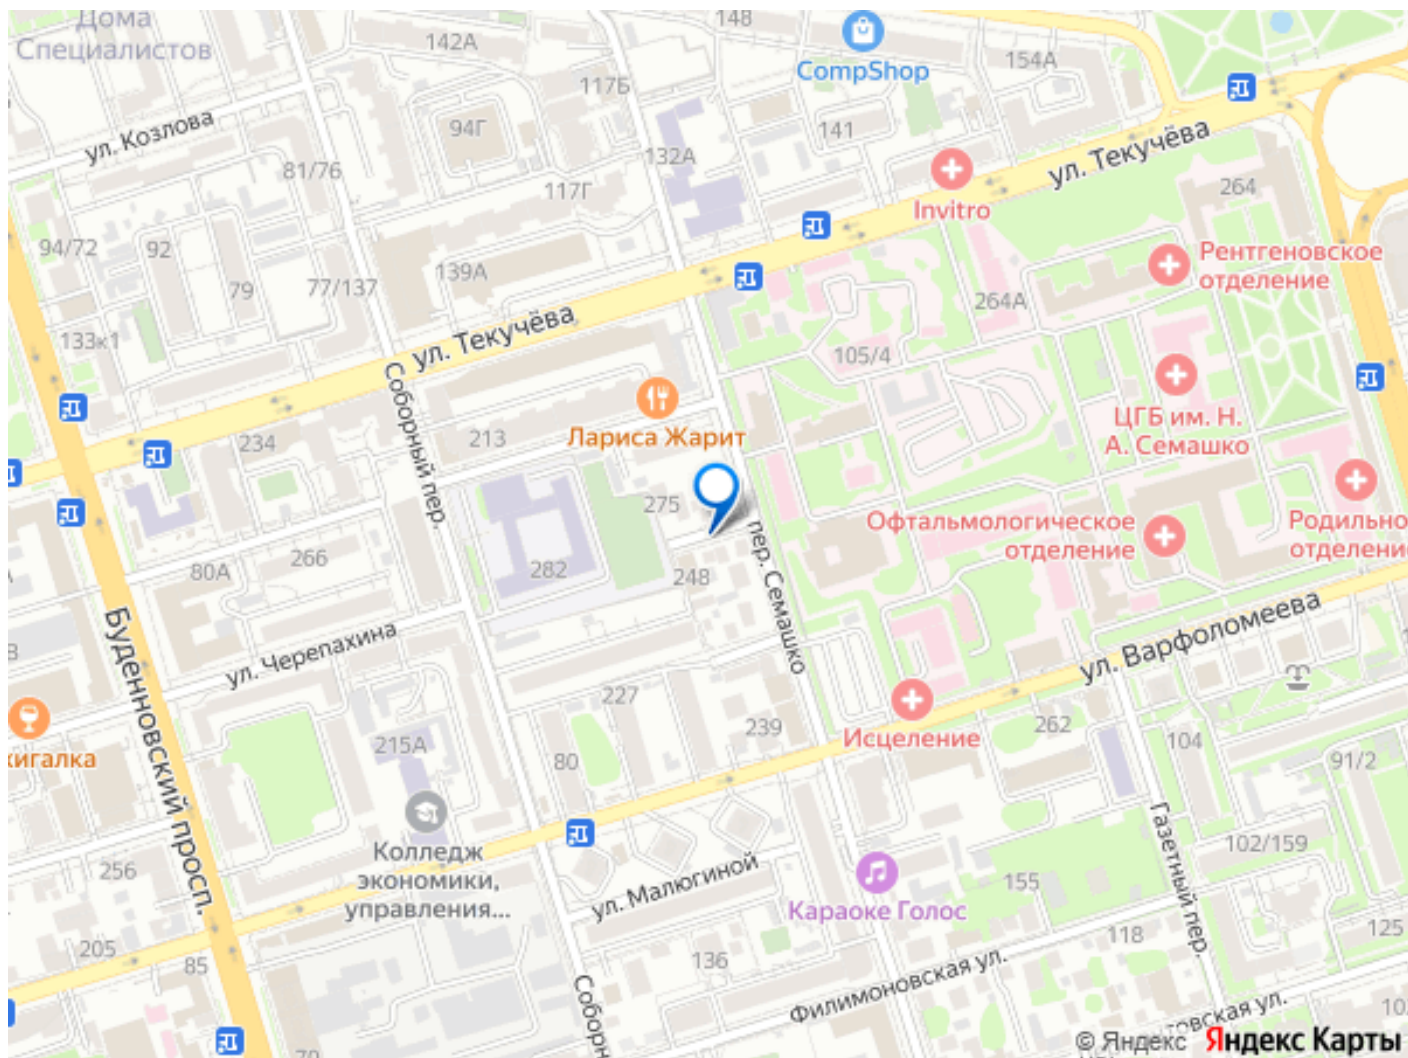 Дома
Специалистов
142А
148
CompShop
154А
117Б
ул. Козлова
94Г
141
132А
ул. Текучёва
81/76
117Г
Invitro
264
94/72
92
Рентгеновское
отделение
139А
79
77/137
264А
133к1
ул. Текучёва
105/4
Соборный пер.
ЦГБ им. Н.
А. Семашко
Лариса Жарит
234
213
275
пер. Семашко
Офтальмологическое
отделение
Родильно
отделени
266
80А
282
248
Буденновский просп.
ул. Черепахина
ул. Варфоломеева
227
239
262
Исцеление
кигалка
215А
80
104
91/2
Колледж
экономики,
управления...
256
ул. Малюгиной
Караоке Голос
155
Газетный пер.
102/159
118
125
205
85
136
Филимоновская ул.
Соборн
товская ул.
10
© Яндекс Яндекс Карты